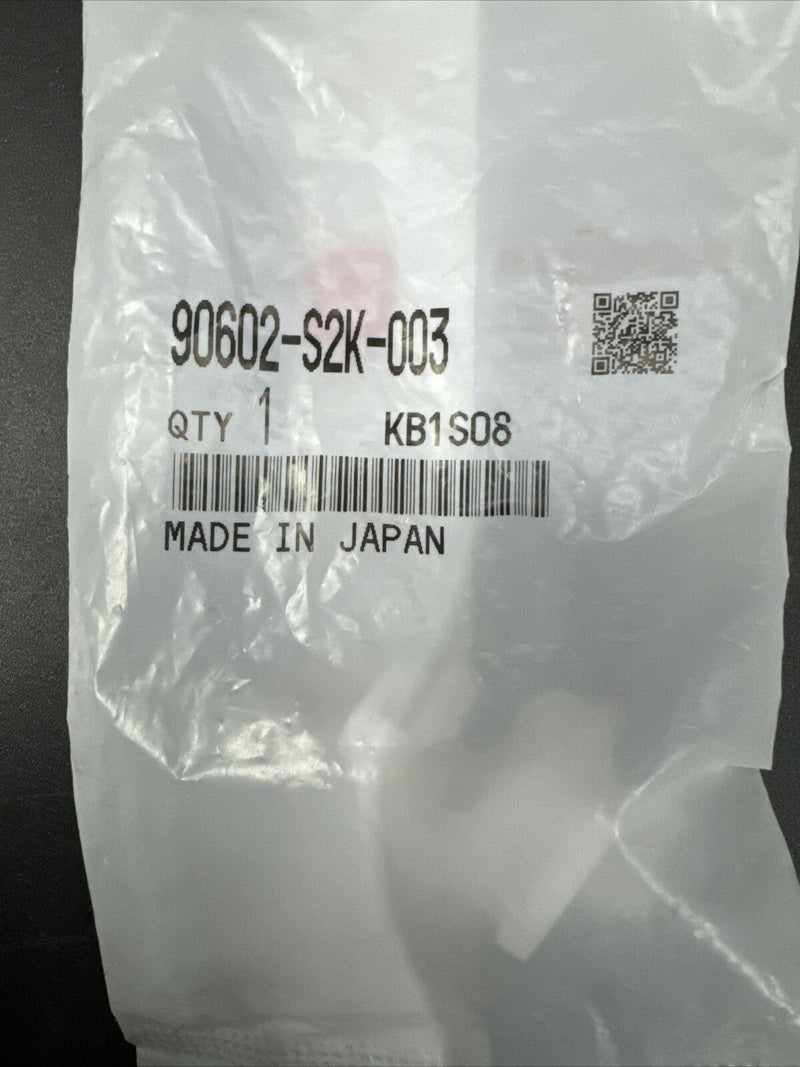 90602-S2K-003
QTY 1 KB1S08
MADE IN JAPAN